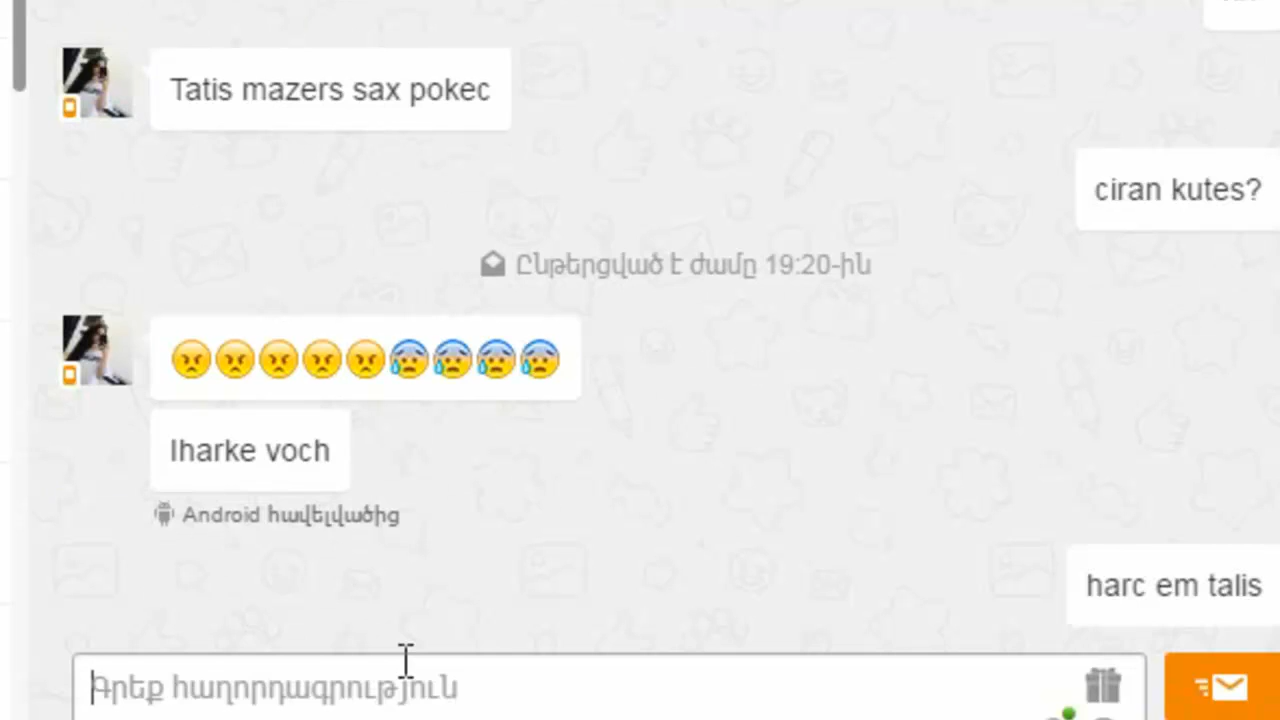 Tatis mazers sax pokec
ciran kutes?
Ընթերցված է ժամը 19:20-ին
😠😠😠😠😠😰😰😰😰
Iharke voch
Android հավելվածից
harc em talis
Գրեք հաղորդագրություն